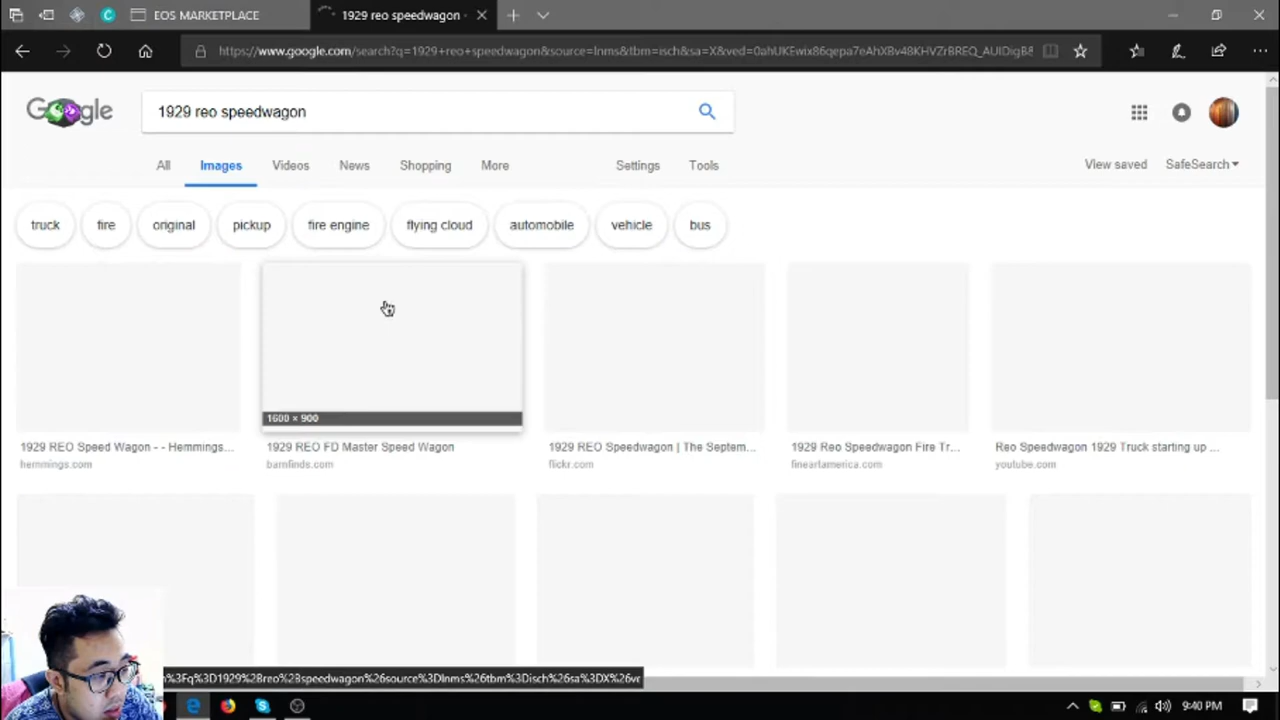 EOS MARKETPLACE
1929 reo speedwagon
https://www.google.com/search?q=1929+reo+speedwagon&source=lnms&tbm=isch&sa=X&ved=
Google
1929 reo speedwagon
All Images Videos News Shopping More Settings Tools
View saved SafeSearch
truck fire original pickup fire engine flying cloud automobile vehicle bus
1600 × 900
1929 REO Speed Wagon - - Hemmings...
hemmings.com
1929 REO FD Master Speed Wagon
barnfinds.com
1929 REO Speedwagon | The Septem...
flickr.com
1929 Reo Speedwagon Fire Tr...
fineartamerica.com
Reo Speedwagon 1929 Truck starting up ...
youtube.com
%3Fq%3D1929%2Breo%2Bspeedwagon%26source%3Dlnms%26tbm%3Disch%26sa%3DX%26ve
9:40 PM